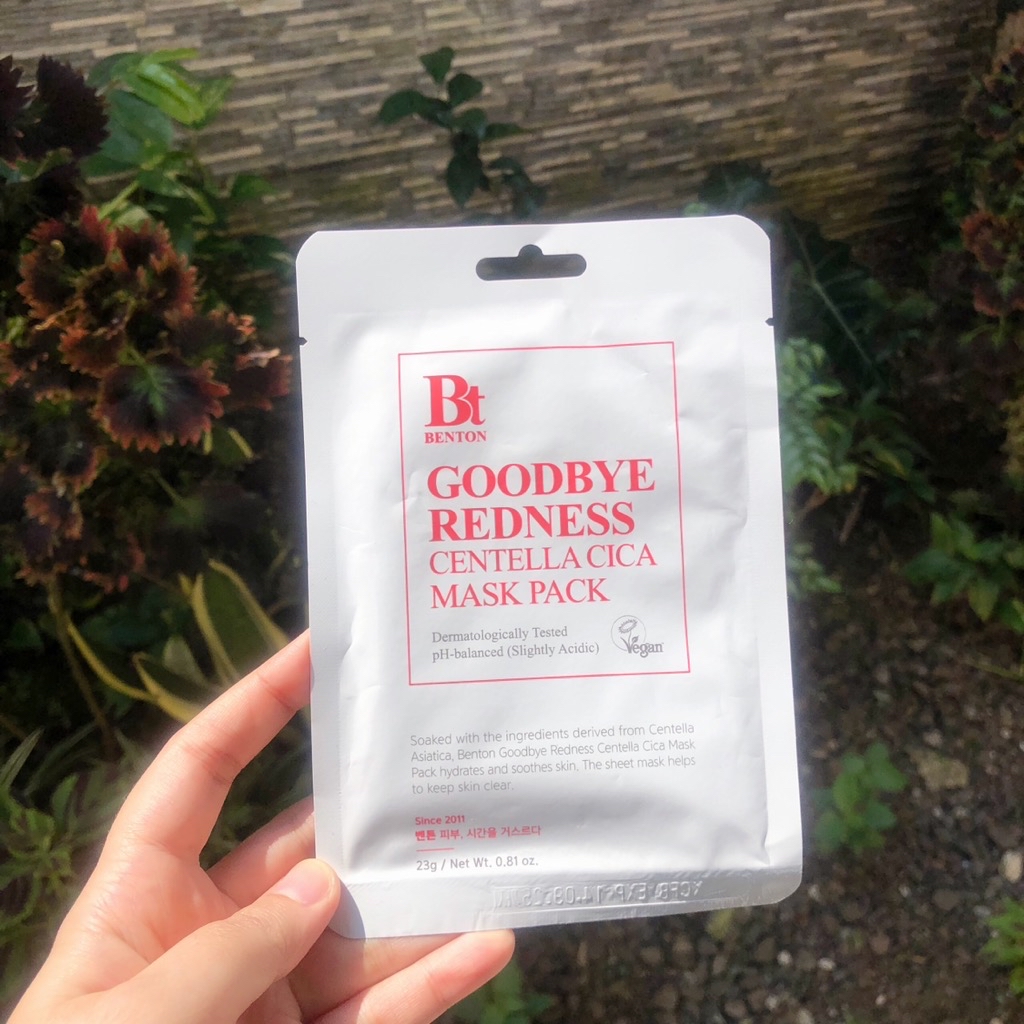 Bt
BENTON
GOODBYE
REDNESS
CENTELLA CICA
MASK PACK
Dermatologically Tested
pH-balanced (Slightly Acidic)
Vegan
Soaked with the ingredients derived from Centella
Asiatica, Benton Goodbye Redness Centella Cica Mask
Pack hydrates and soothes skin. The sheet mask helps
to keep skin clear.
Since 2011
벤튼 피부, 시간을 거스르다
23g / Net Wt. 0.81 oz.